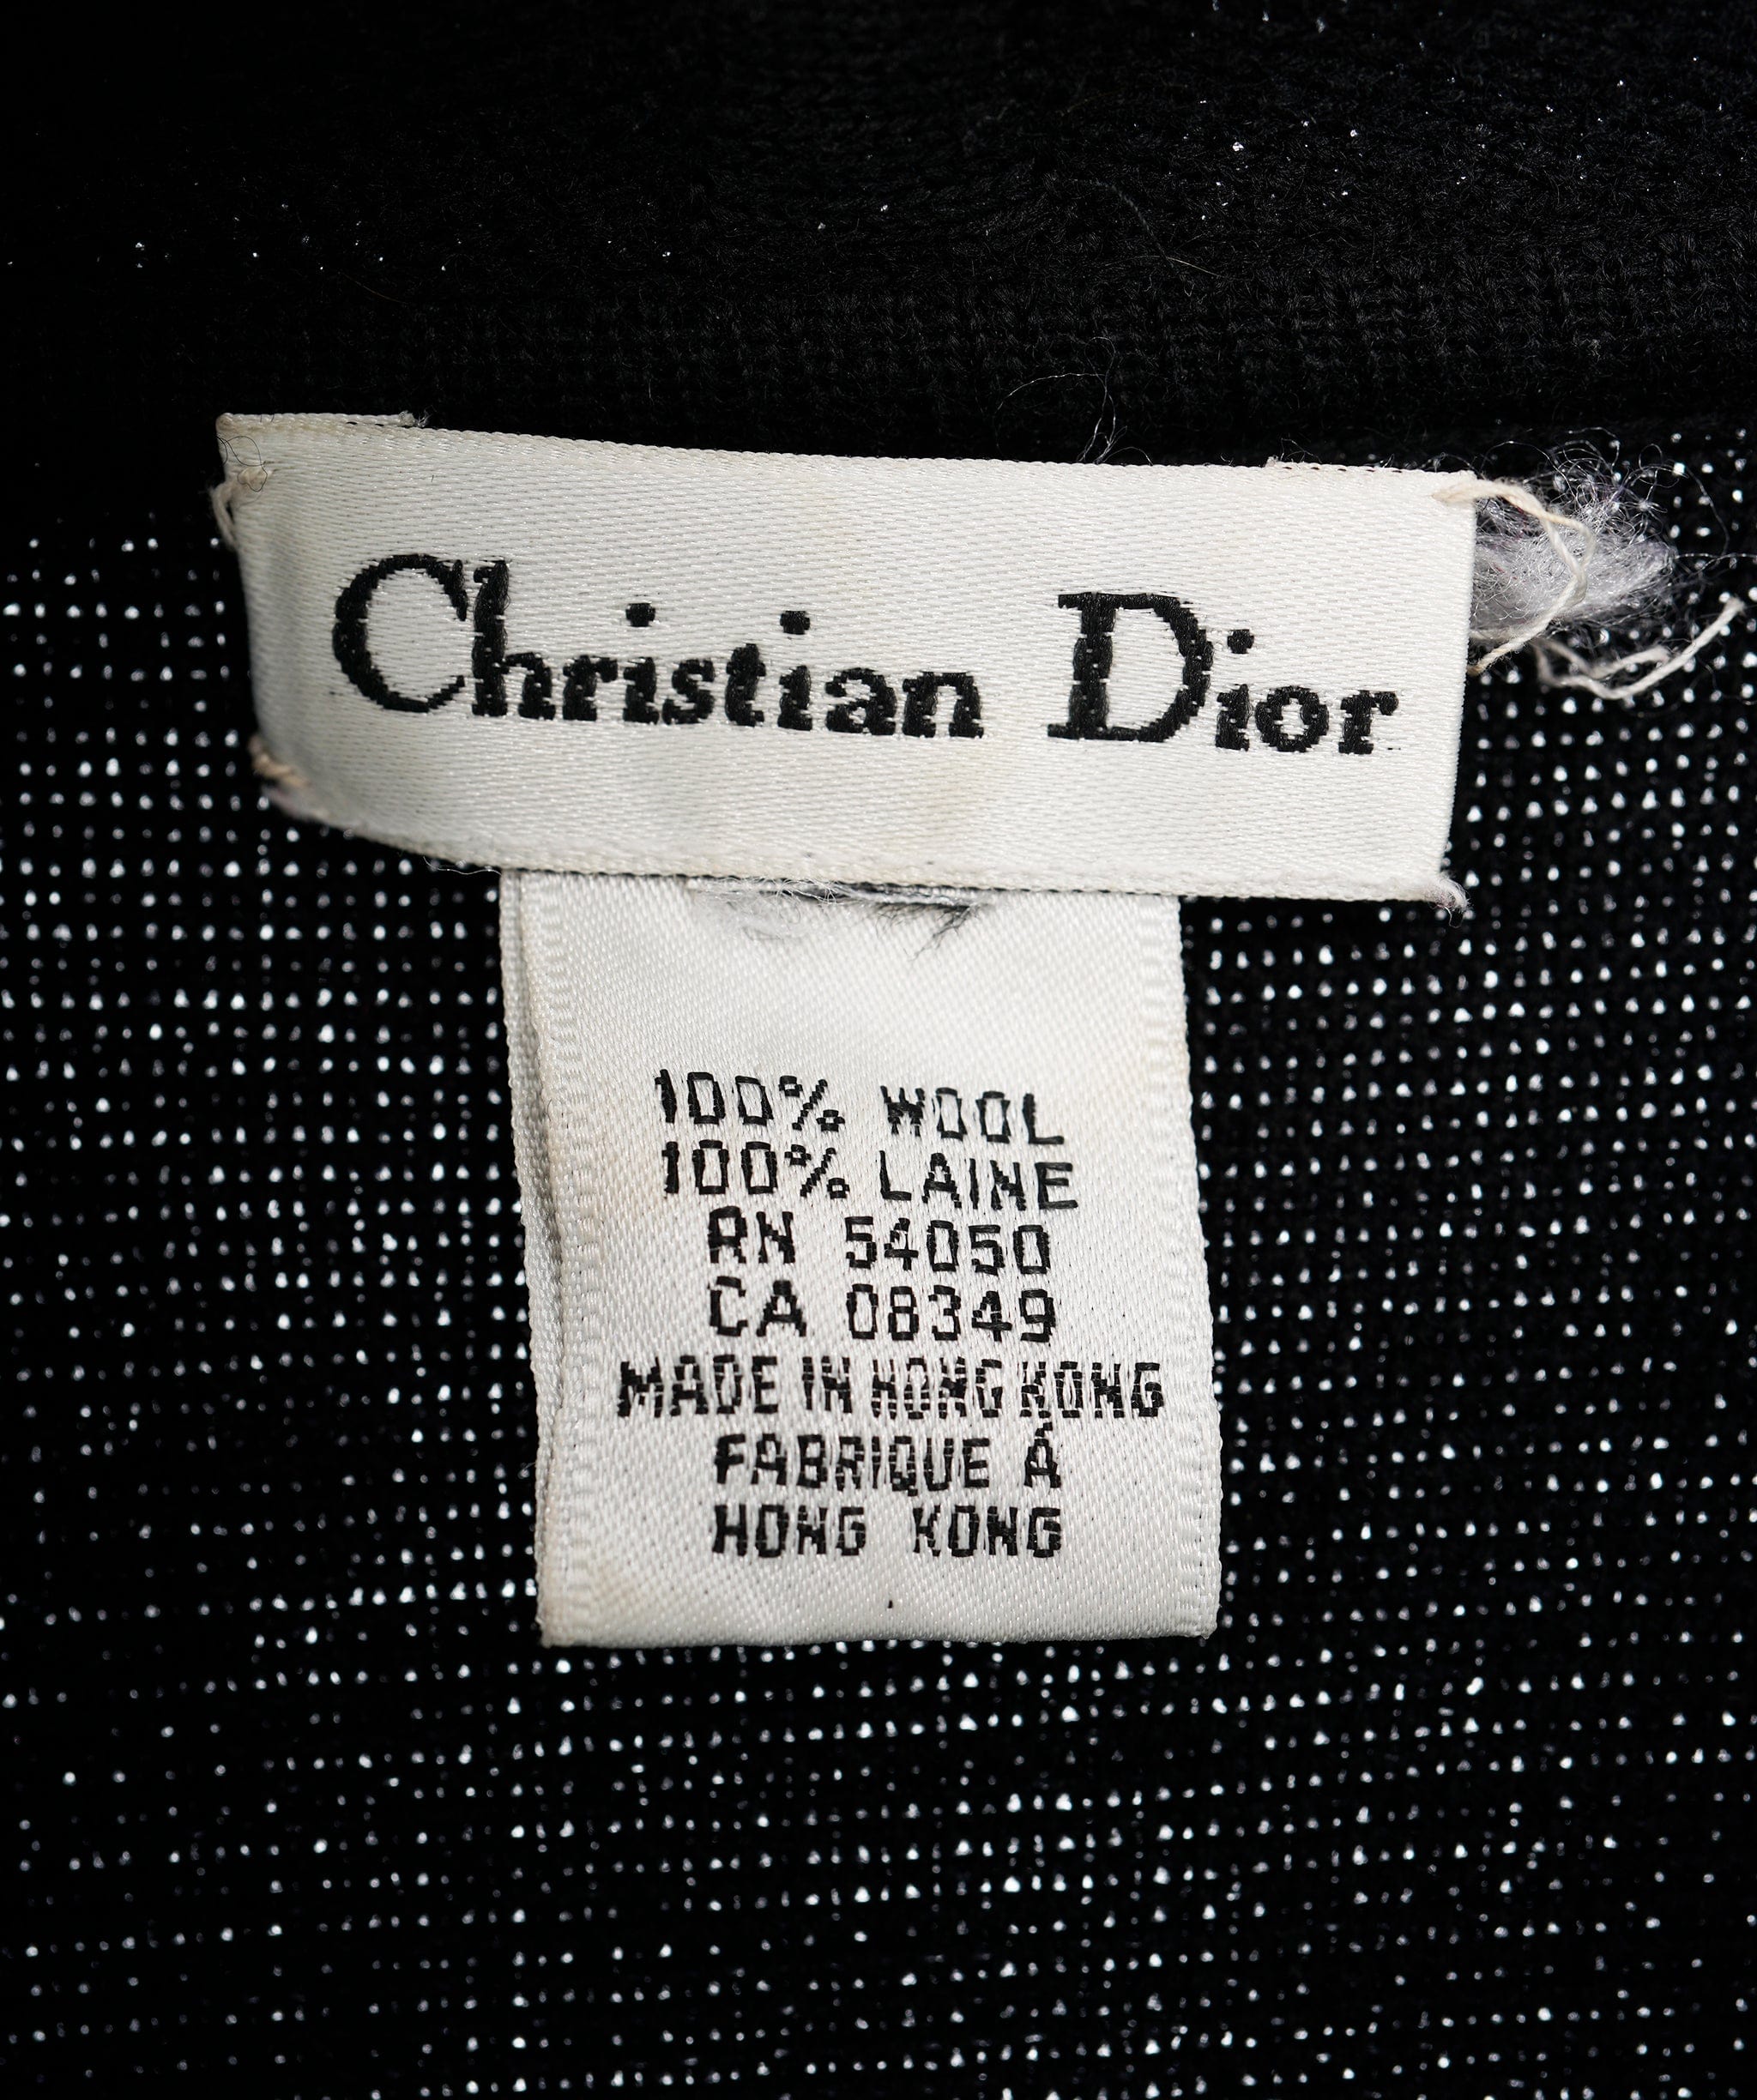 Christian Dior
100% WOOL
100% LAINE
RN 54050
CA 08349
MADE IN HONG KONG
FABRIQUE Á
HONG KONG